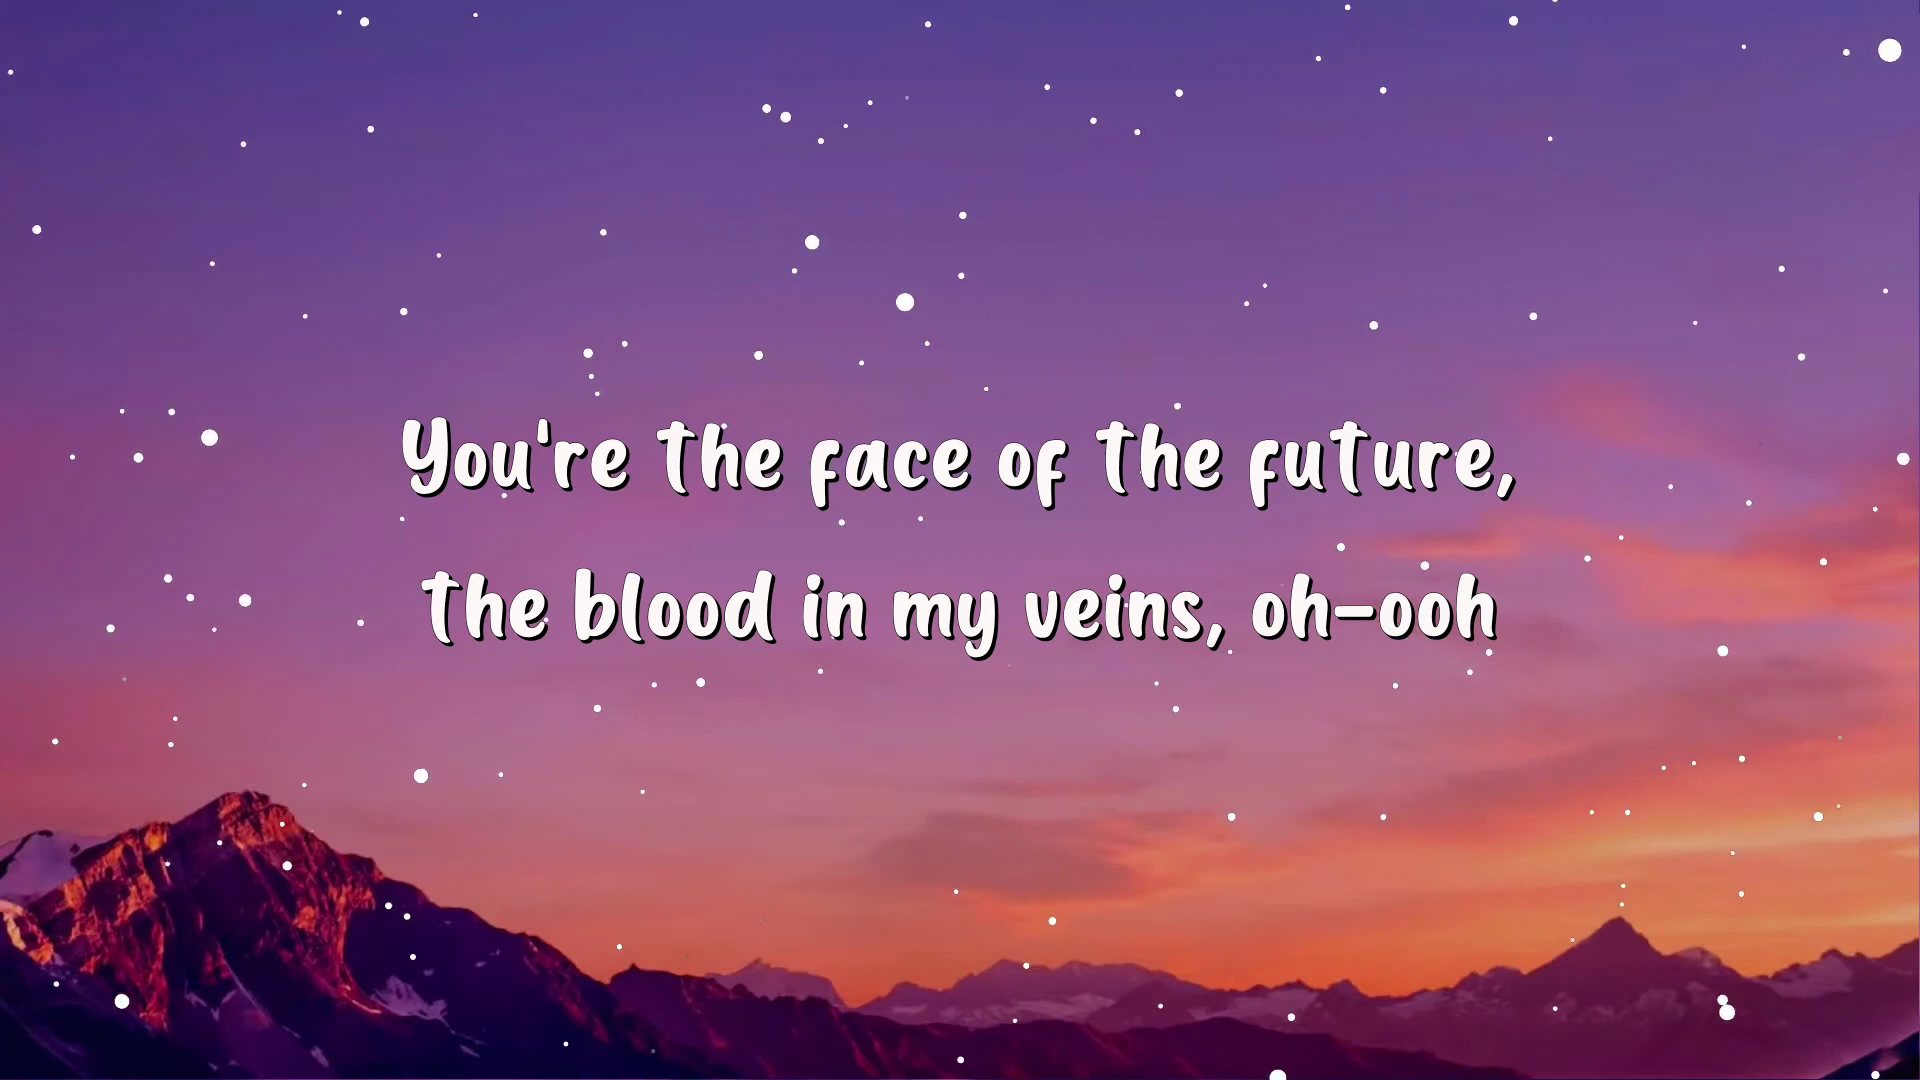 You're the face of the future,
the blood in my veins, oh-ooh